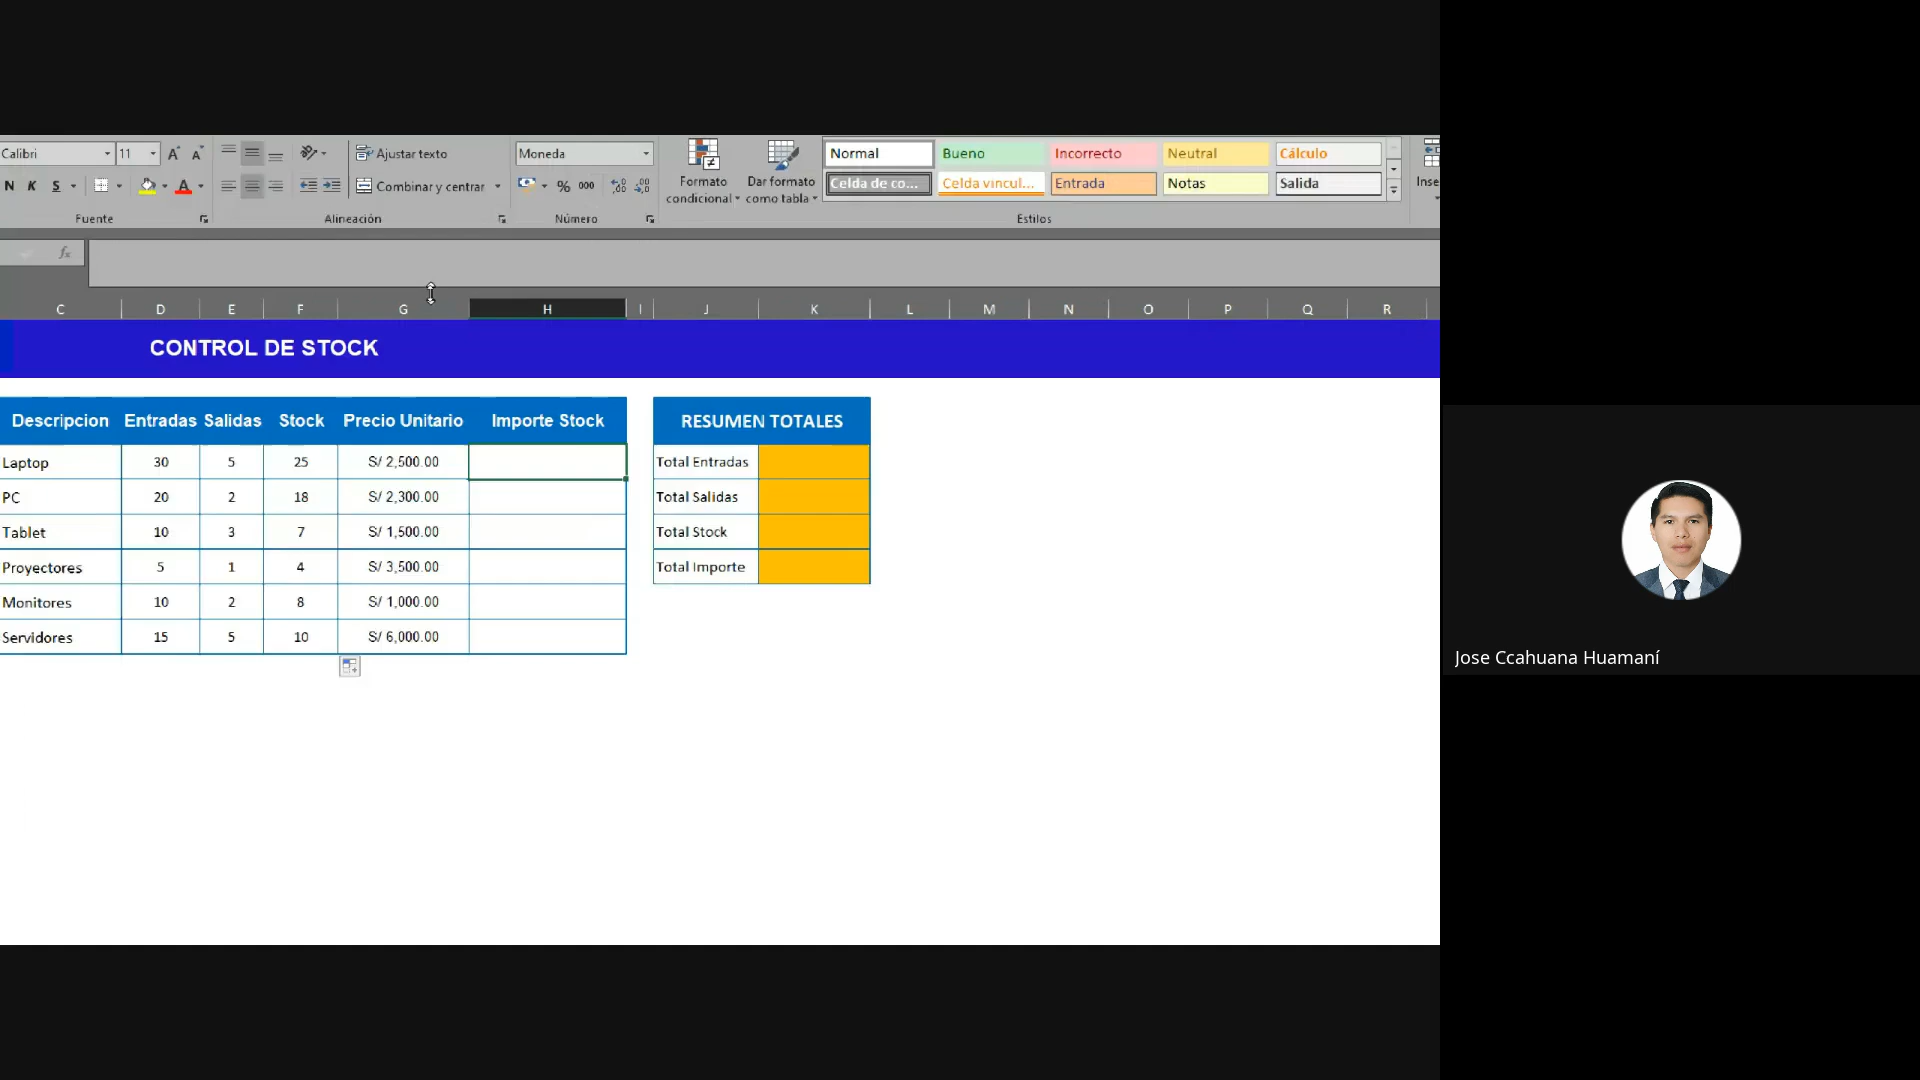 Calibri 11 A A Ajustar texto Moneda Normal Bueno Incorrecto Neutral Cálculo
N K S A Combinar y centrar % 000 Formato condicional Dar formato como tabla Celda de co... Celda vincul... Entrada Notas Salida Inse
Fuente Alineación Número Estilos
fx
C D E F G H I J K L M N O P Q R
CONTROL DE STOCK
Descripcion Entradas Salidas Stock Precio Unitario Importe Stock RESUMEN TOTALES
Laptop 30 5 25 S/ 2,500.00 Total Entradas
PC 20 2 18 S/ 2,300.00 Total Salidas
Tablet 10 3 7 S/ 1,500.00 Total Stock
Proyectores 5 1 4 S/ 3,500.00 Total Importe
Monitores 10 2 8 S/ 1,000.00
Servidores 15 5 10 S/ 6,000.00
Jose Ccahuana Huamaní